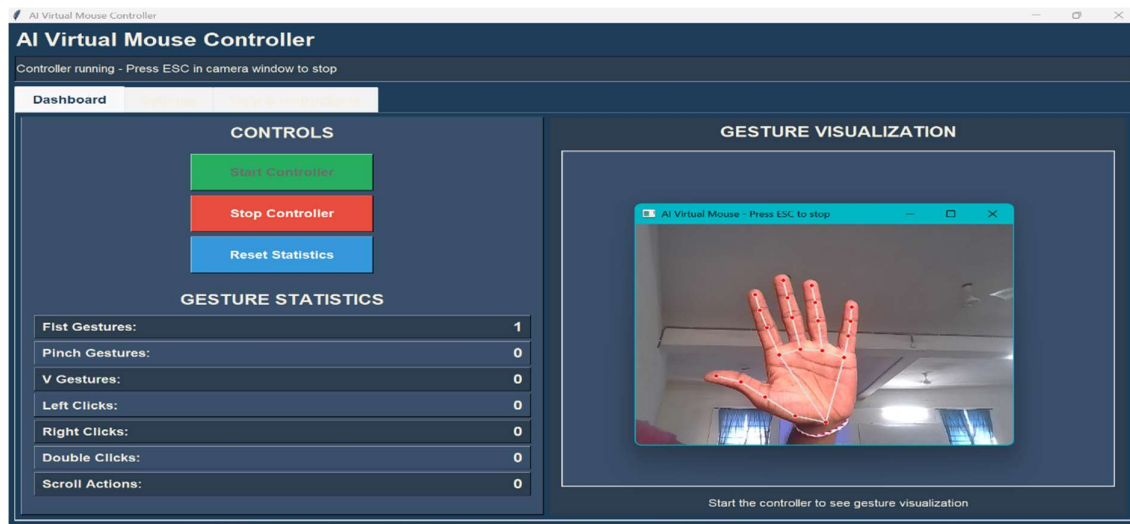 AI Virtual Mouse Controller
AI Virtual Mouse Controller
Controller running - Press ESC in camera window to stop
Dashboard
CONTROLS
Start Controller
Stop Controller
Reset Statistics
GESTURE STATISTICS
Fist Gestures: 1
Pinch Gestures: 0
V Gestures: 0
Left Clicks: 0
Right Clicks: 0
Double Clicks: 0
Scroll Actions: 0
GESTURE VISUALIZATION
AI Virtual Mouse - Press ESC to stop
Start the controller to see gesture visualization